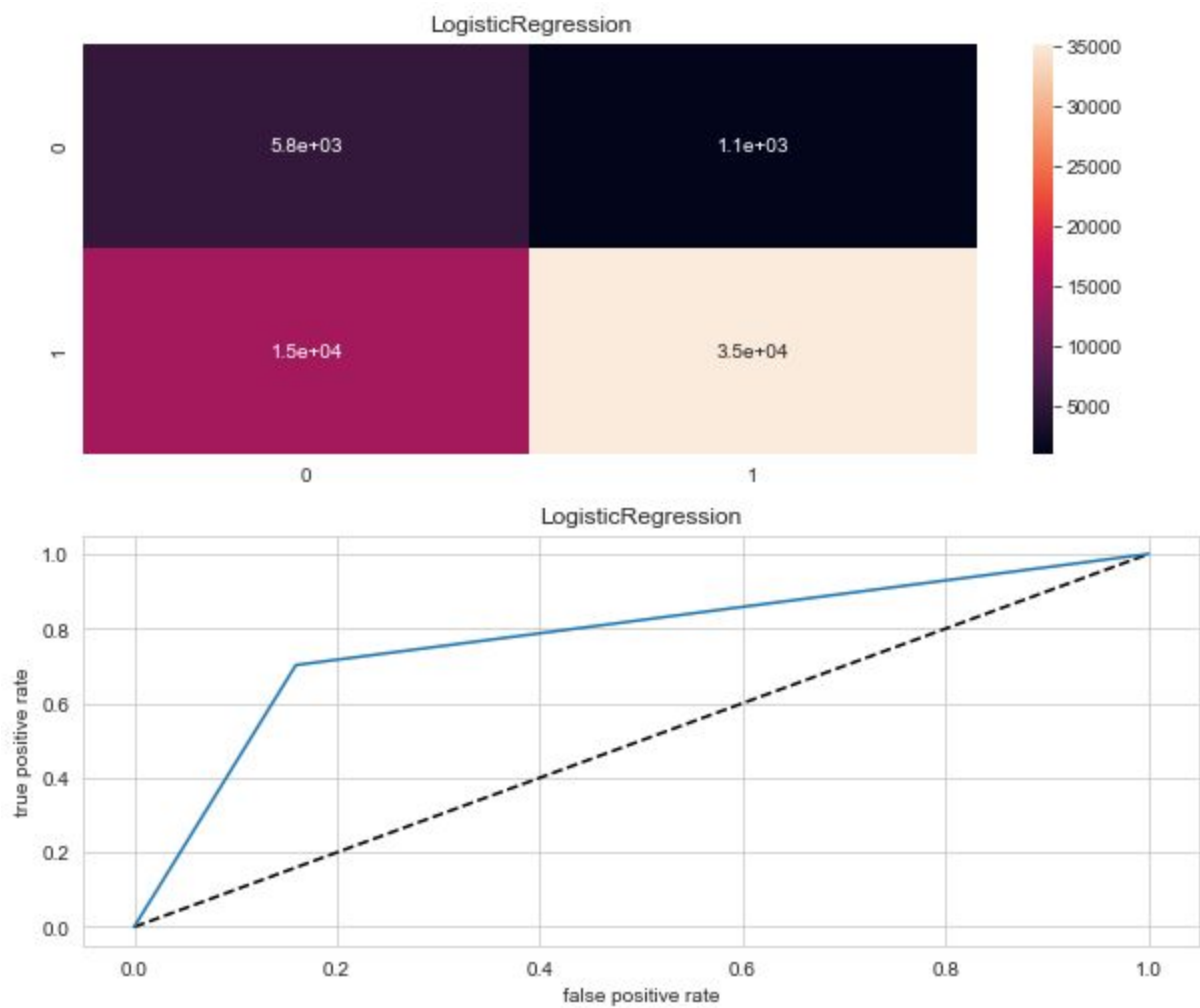 LogisticRegression
0
5.8e+03
1.1e+03
1
1.5e+04
3.5e+04
0
1
35000
30000
25000
20000
15000
10000
5000
LogisticRegression
true positive rate
1.0
0.8
0.6
0.4
0.2
0.0
0.0
0.2
0.4
0.6
0.8
1.0
false positive rate